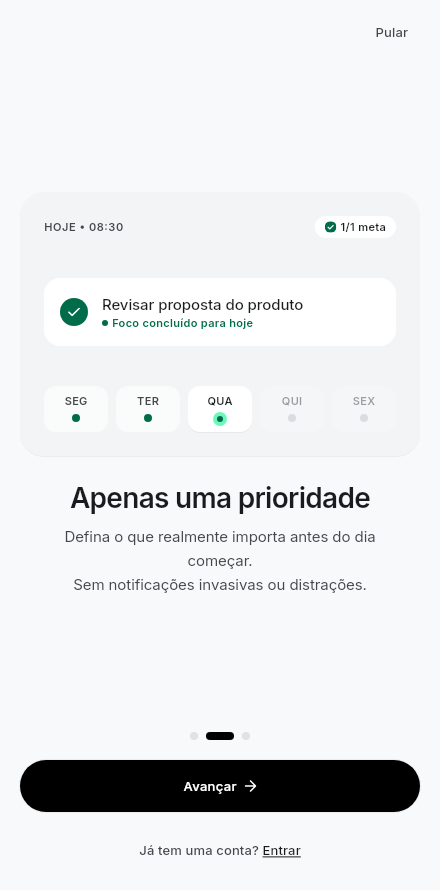 Pular
HOJE • 08:30
1/1 meta
Revisar proposta do produto
Foco concluído para hoje
SEG
TER
QUA
QUI
SEX
Apenas uma prioridade
Defina o que realmente importa antes do dia
começar.
Sem notificações invasivas ou distrações.
Avançar
Já tem uma conta? Entrar